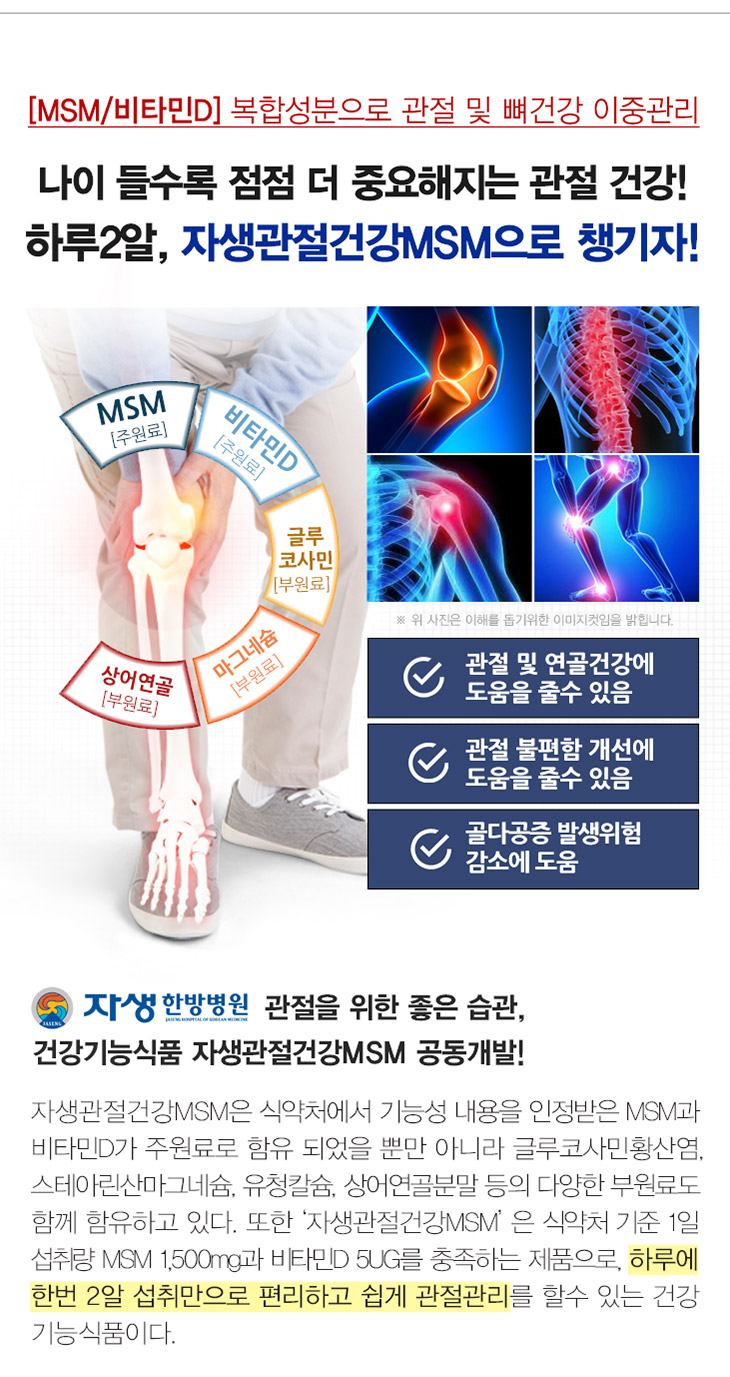 [MSM/비타민D] 복합성분으로 관절 및 뼈건강 이중관리
나이 들수록 점점 더 중요해지는 관절 건강!
하루2알, 자생관절건강MSM으로 챙기자!
MSM
[주원료]
비타민D
[주원료]
글루
코사민
[부원료]
마그네슘
[부원료]
상어연골
[부원료]
※ 위 사진은 이해를 돕기위한 이미지컷임을 밝힙니다.
관절 및 연골건강에
도움을 줄수 있음
관절 불편함 개선에
도움을 줄수 있음
골다공증 발생위험
감소에 도움
JASENG 자생한방병원 관절을 위한 좋은 습관,
JASENG HOSPITAL OF KOREAN MEDICINE
건강기능식품 자생관절건강MSM 공동개발!
자생관절건강MSM은 식약처에서 기능성 내용을 인정받은 MSM과
비타민D가 주원료로 함유 되었을 뿐만 아니라 글루코사민황산염,
스테아린산마그네슘, 유청칼슘, 상어연골분말 등의 다양한 부원료도
함께 함유하고 있다. 또한 ‘자생관절건강MSM’ 은 식약처 기준 1일
섭취량 MSM 1,500mg과 비타민D 5UG를 충족하는 제품으로, 하루에
한번 2알 섭취만으로 편리하고 쉽게 관절관리를 할수 있는 건강
기능식품이다.